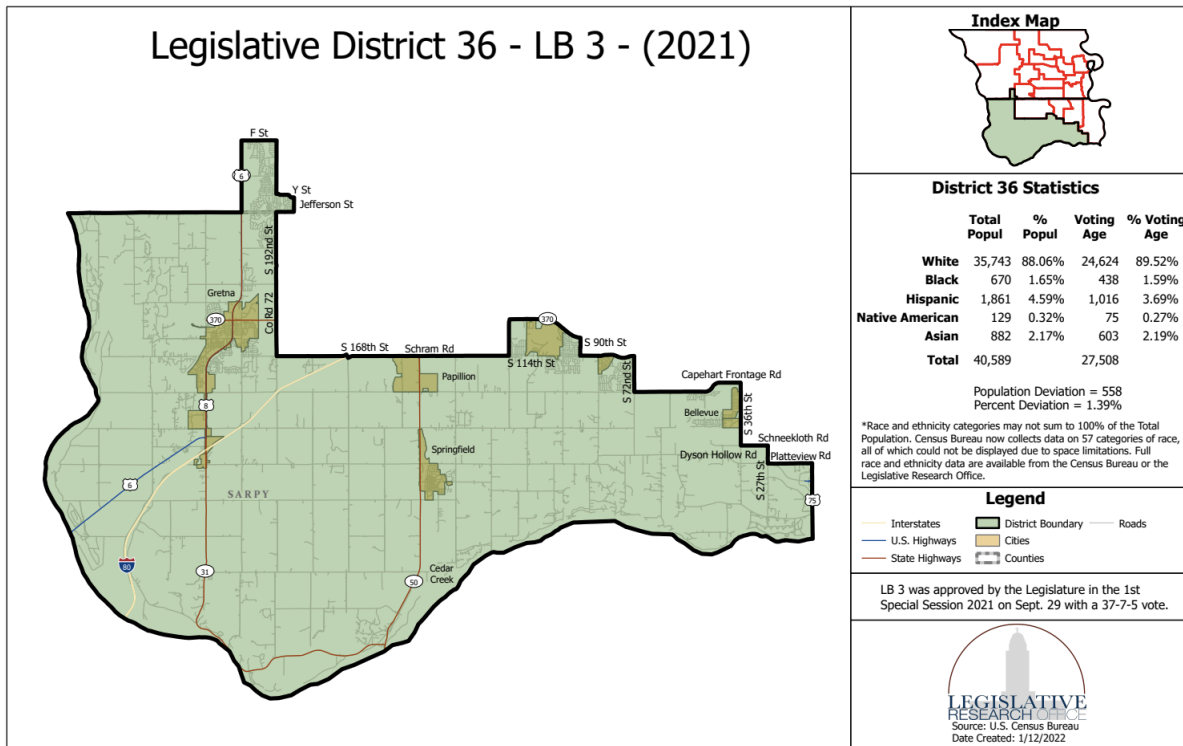 Legislative District 36 - LB 3 - (2021)
F St
6
Y St
Jefferson St
S 192nd St
Gretna
370
Co Rd 72
S 168th St
Schram Rd
370
S 114th St
S 90th St
S 72nd St
Papillion
Capehart Frontage Rd
Bellevue
S 36th St
8
Springfield
Schneekloth Rd
Dyson Hollow Rd
Platteview Rd
S 27th St
75
6
SARPY
80
31
Cedar
Creek
50
Index Map
District 36 Statistics
Total Popul % Popul Voting Age % Voting Age
White 35,743 88.06% 24,624 89.52%
Black 670 1.65% 438 1.59%
Hispanic 1,861 4.59% 1,016 3.69%
Native American 129 0.32% 75 0.27%
Asian 882 2.17% 603 2.19%
Total 40,589 27,508
Population Deviation = 558
Percent Deviation = 1.39%
*Race and ethnicity categories may not sum to 100% of the Total
Population. Census Bureau now collects data on 57 categories of race,
all of which could not be displayed due to space limitations. Full
race and ethnicity data are available from the Census Bureau or the
Legislative Research Office.
Legend
Interstates District Boundary Roads
U.S. Highways Cities
State Highways Counties
LB 3 was approved by the Legislature in the 1st
Special Session 2021 on Sept. 29 with a 37-7-5 vote.
LEGISLATIVE
RESEARCH OFFICE
Source: U.S. Census Bureau
Date Created: 1/12/2022